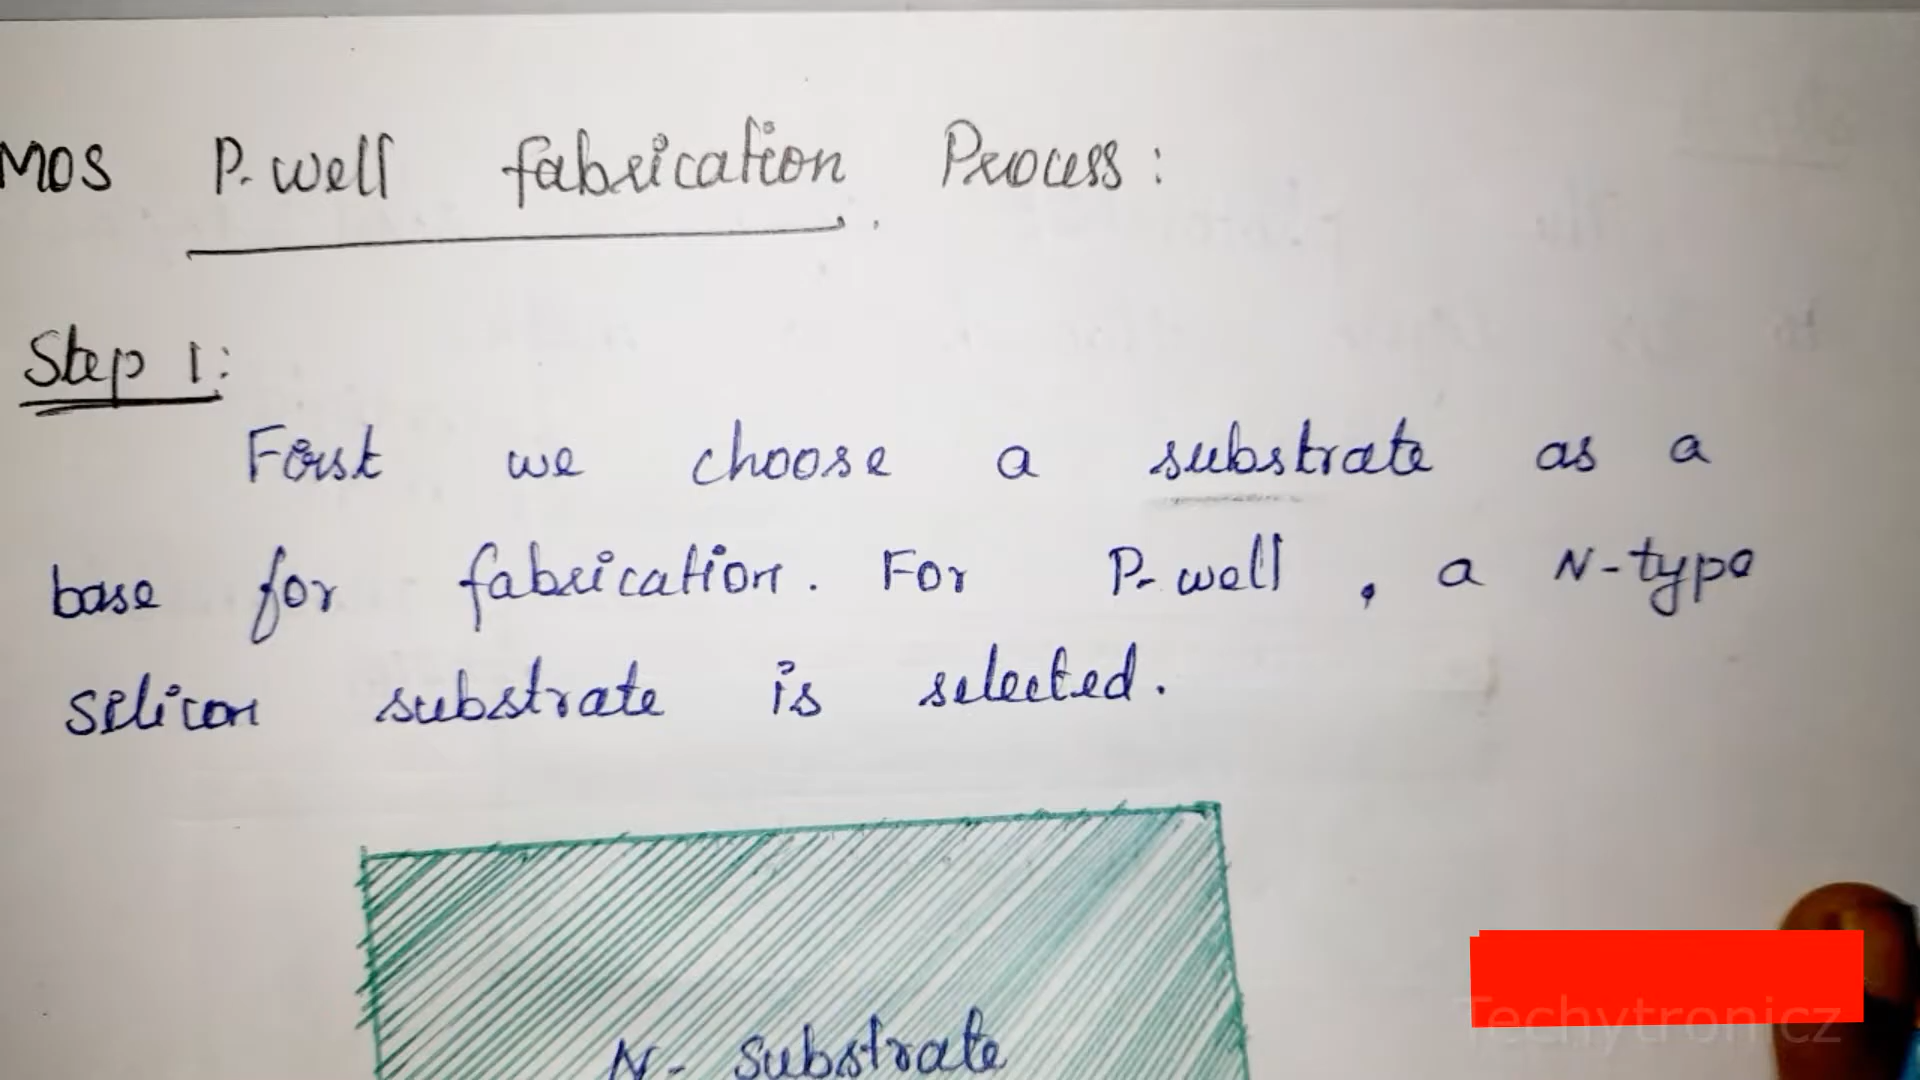 MOS P-well fabrication Process:
Step 1:
First we choose a substrate as a
base for fabrication. For P-well, a N-type
silicon substrate is selected.
N- substrate
Techytronicz